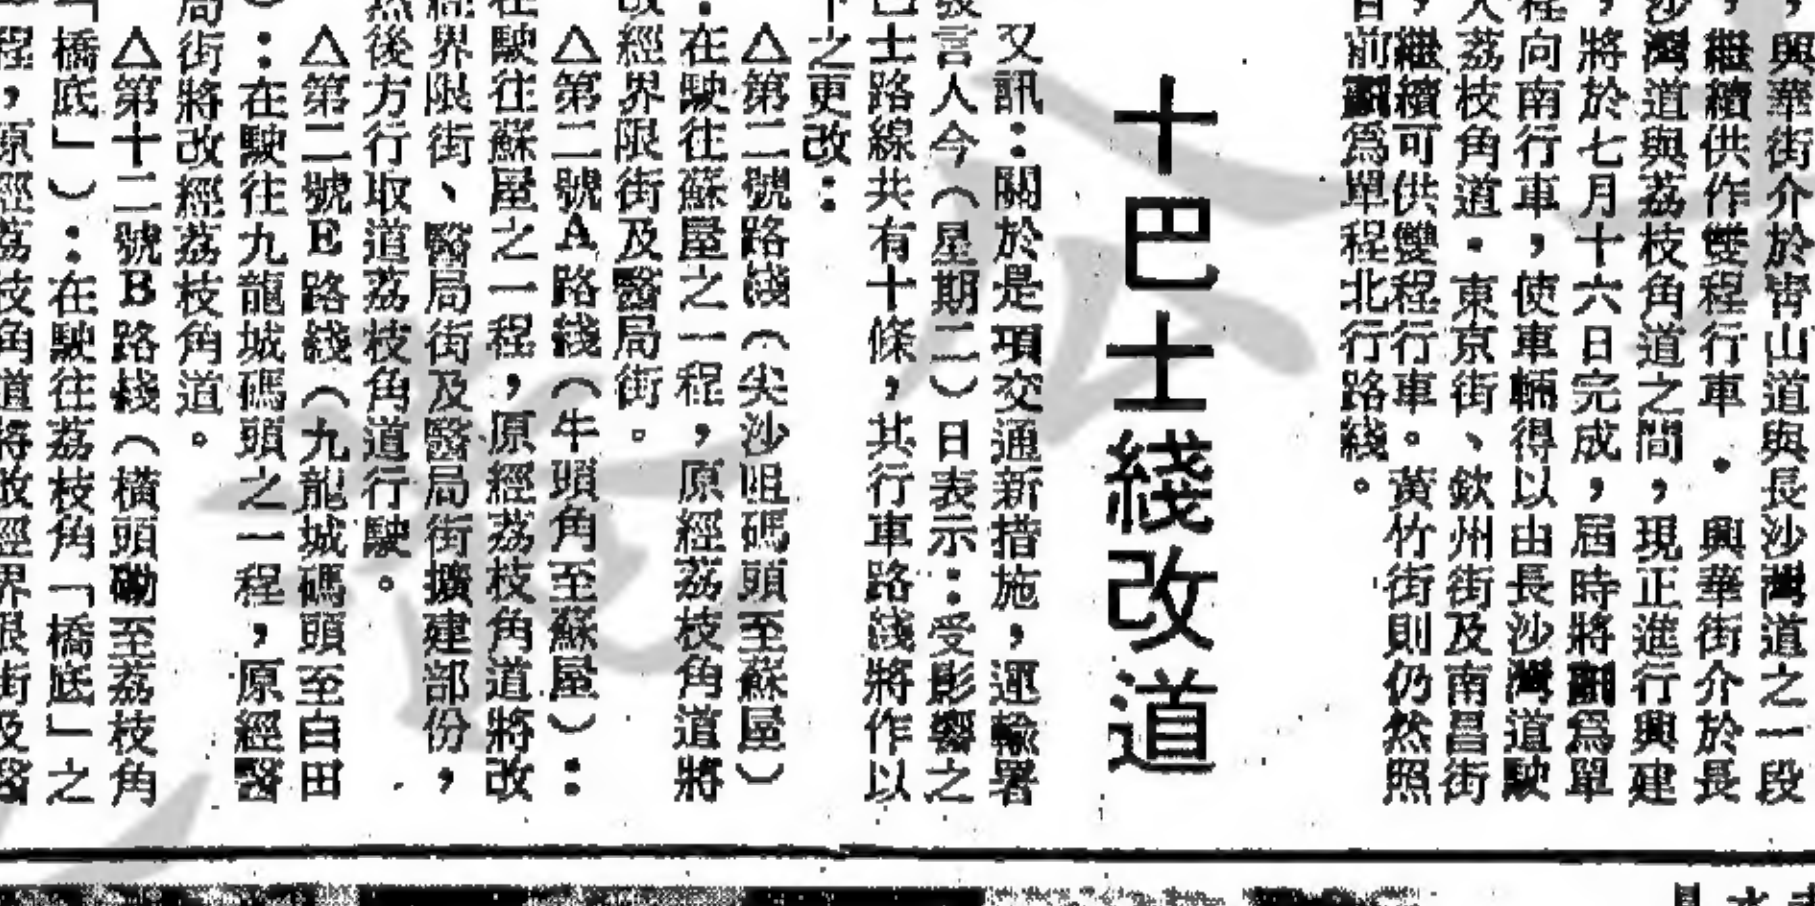 ，興華街介於靑山道與長沙灣道之一段
，繼續供作雙程行車．興華街介於長
沙灣道與荔枝角道之間，現正進行興建
，將於七月十六日完成，屆時將劃爲單
程向南行車，使車輛得以由長沙灣道駛
入荔枝角道．東京街、欽州街及南昌街
，繼續可供雙程行車。黃竹街則仍然照
目前劃爲單程北行路綫。
十巴士綫改道
又訊：關於是項交通新措施，運輸署
發言人今（星期二）日表示：受影響之
巴士路線共有十條，其行車路綫將作以
下之更改：
△第二號路綫（尖沙咀碼頭至蘇屋）
：在駛往蘇屋之一程，原經荔枝角道將
改經界限街及醫局街。
△第二號A路綫（牛頭角至蘇屋）：
在駛往蘇屋之一程，原經荔枝角道將改
經界限街、醫局街及醫局街擴建部份，
然後方行取道荔枝角道行駛。
△第二號E路綫（九龍城碼頭至白田
）：在駛往九龍城碼頭之一程，原經醫
局街將改經荔枝角道。
△第十二號B路綫（橫頭磡至荔枝角
「橋底」）：在駛往荔枝角「橋底」之
程，原經荔枝角道將改經界限街及醫